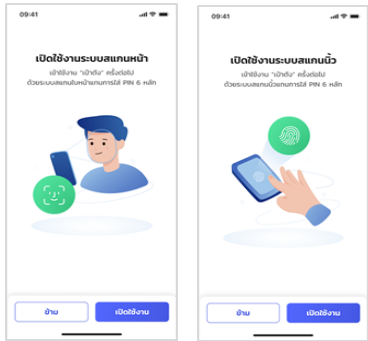 09:41
เปิดใช้งานระบบสแกนหน้า
เข้าใช้งาน "เป๋าตัง" ครั้งต่อไป
ด้วยระบบสแกนใบหน้าแทนการใส่ PIN 6 หลัก
ข้าม
เปิดใช้งาน
09:41
เปิดใช้งานระบบสแกนนิ้ว
เข้าใช้งาน "เป๋าตัง" ครั้งต่อไป
ด้วยระบบสแกนนิ้วแทนการใส่ PIN 6 หลัก
ข้าม
เปิดใช้งาน